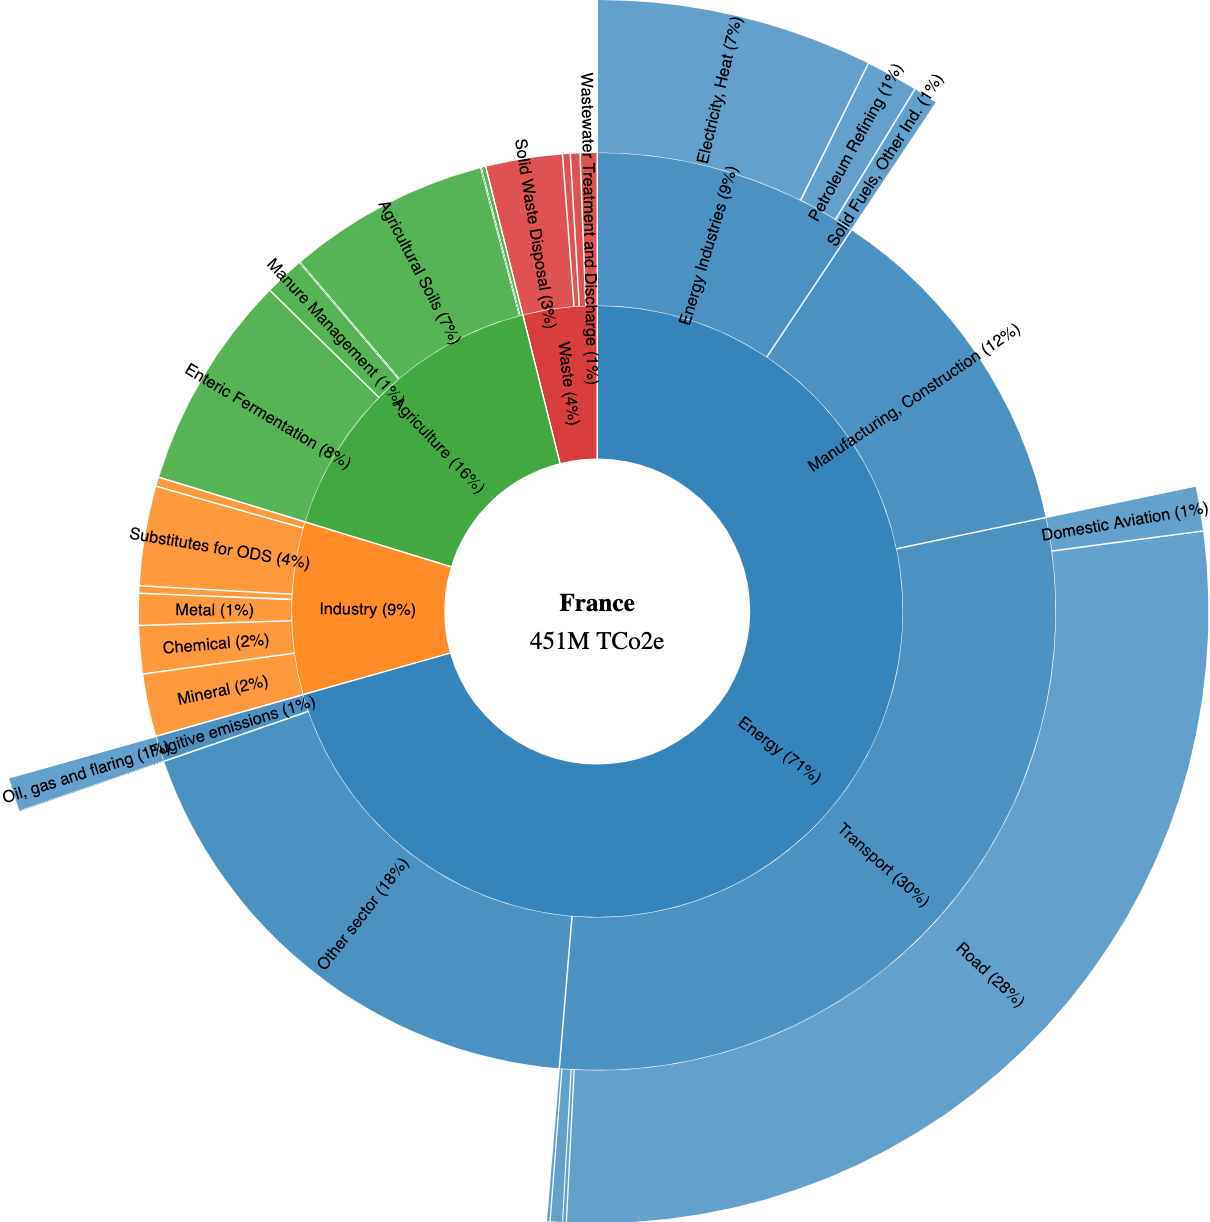 France
451M TCo2e
Energy (71%)
Energy Industries (9%)
Electricity, Heat (7%)
Petroleum Refining (1%)
Solid Fuels, Other Ind. (1%)
Manufacturing, Construction (12%)
Transport (30%)
Domestic Aviation (1%)
Road (28%)
Other sector (18%)
Fugitive emissions (1%)
Oil, gas and flaring (1%)
Industry (9%)
Mineral (2%)
Chemical (2%)
Metal (1%)
Substitutes for ODS (4%)
Agriculture (16%)
Enteric Fermentation (8%)
Manure Management (1%)
Agricultural Soils (7%)
Waste (4%)
Solid Waste Disposal (3%)
Wastewater Treatment and Discharge (1%)